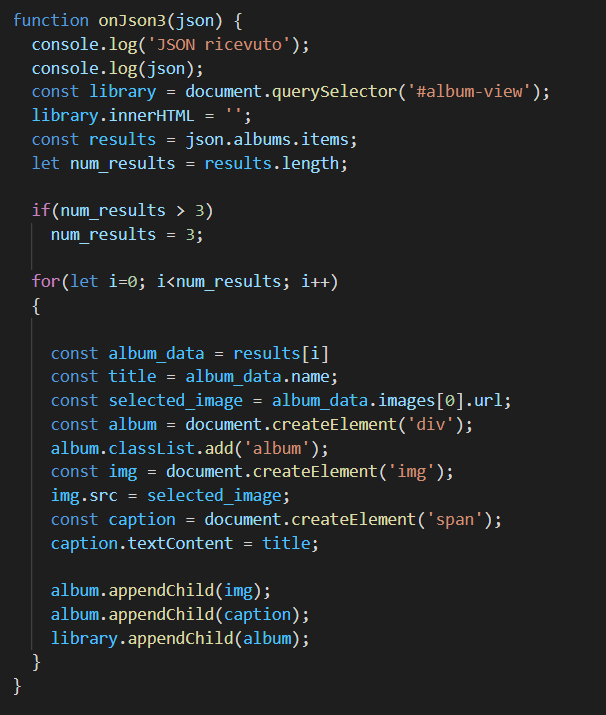 function onJson3(json) {
  console.log('JSON ricevuto');
  console.log(json);
  const library = document.querySelector('#album-view');
  library.innerHTML = '';
  const results = json.albums.items;
  let num_results = results.length;

  if(num_results > 3)
    num_results = 3;

  for(let i=0; i<num_results; i++)
  {

    const album_data = results[i]
    const title = album_data.name;
    const selected_image = album_data.images[0].url;
    const album = document.createElement('div');
    album.classList.add('album');
    const img = document.createElement('img');
    img.src = selected_image;
    const caption = document.createElement('span');
    caption.textContent = title;

    album.appendChild(img);
    album.appendChild(caption);
    library.appendChild(album);
  }
}